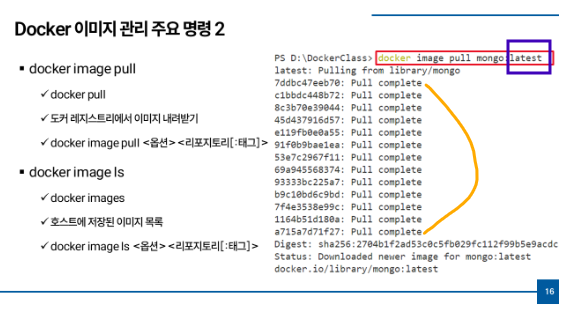 Docker 이미지 관리 주요 명령 2
▪ docker image pull
✓ docker pull
✓ 도커 레지스트리에서 이미지 내려받기
✓ docker image pull <옵션> <리포지토리[:태그]>
▪ docker image ls
✓ docker images
✓ 호스트에 저장된 이미지 목록
✓ docker image ls <옵션> <리포지토리[:태그]>
PS D:\DockerClass> docker image pull mongo:latest
latest: Pulling from library/mongo
7ddbc47eeb70: Pull complete
c1bbdc448b72: Pull complete
8c3b70e39044: Pull complete
45d437916d57: Pull complete
e119fb0e0a55: Pull complete
91f0b9bae1ea: Pull complete
53e7c2967f11: Pull complete
69a945568374: Pull complete
93333bc225a7: Pull complete
b9c10bd6c9bd: Pull complete
7f4e3538e99c: Pull complete
1164b51d180a: Pull complete
a715a7d71f27: Pull complete
Digest: sha256:2704b1f2ad53c0c5fb029fc112f99b5e9acdc
Status: Downloaded newer image for mongo:latest
docker.io/library/mongo:latest
16